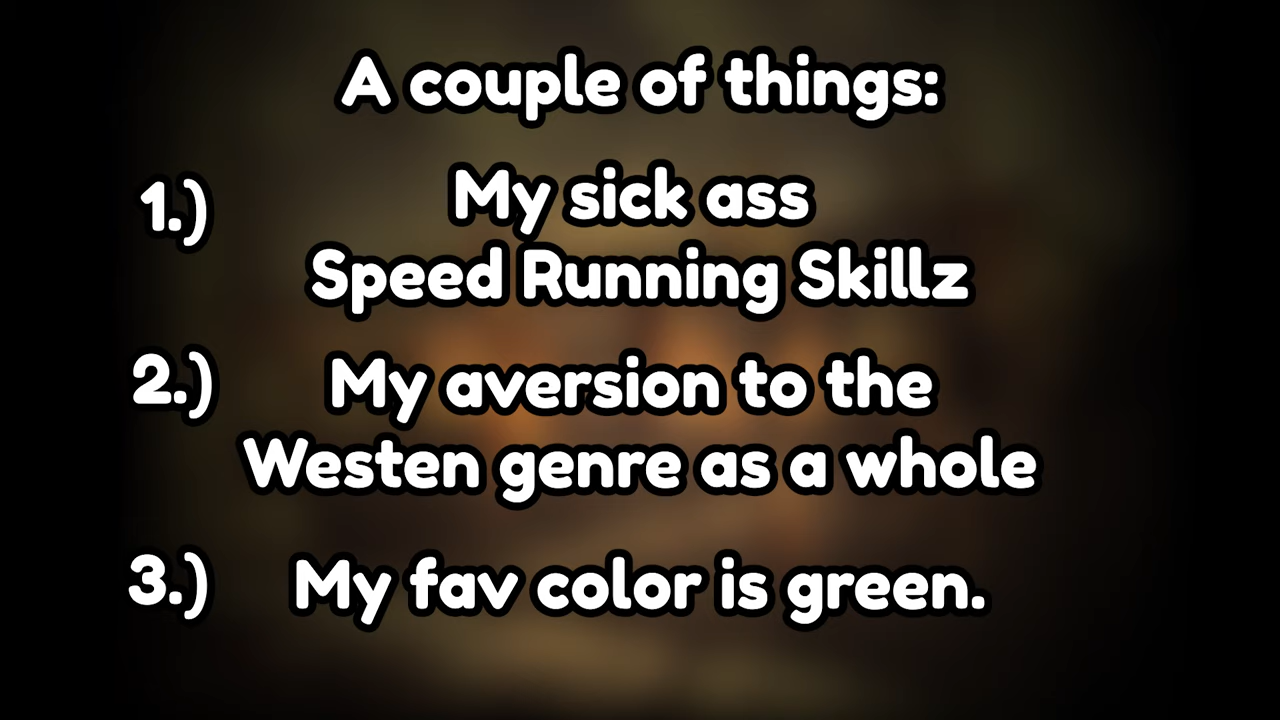 A couple of things:
1.) My sick ass
Speed Running Skillz
2.) My aversion to the
Westen genre as a whole
3.) My fav color is green.